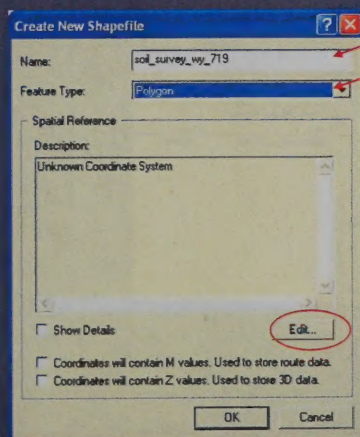 Create New Shapefile
Name: soil_survey_wy_719
Feature Type: Polygon
Spatial Reference
Description:
Unknown Coordinate System
Show Details Edit...
Coordinates will contain M values. Used to store route data.
Coordinates will contain Z values. Used to store 3D data.
OK Cancel